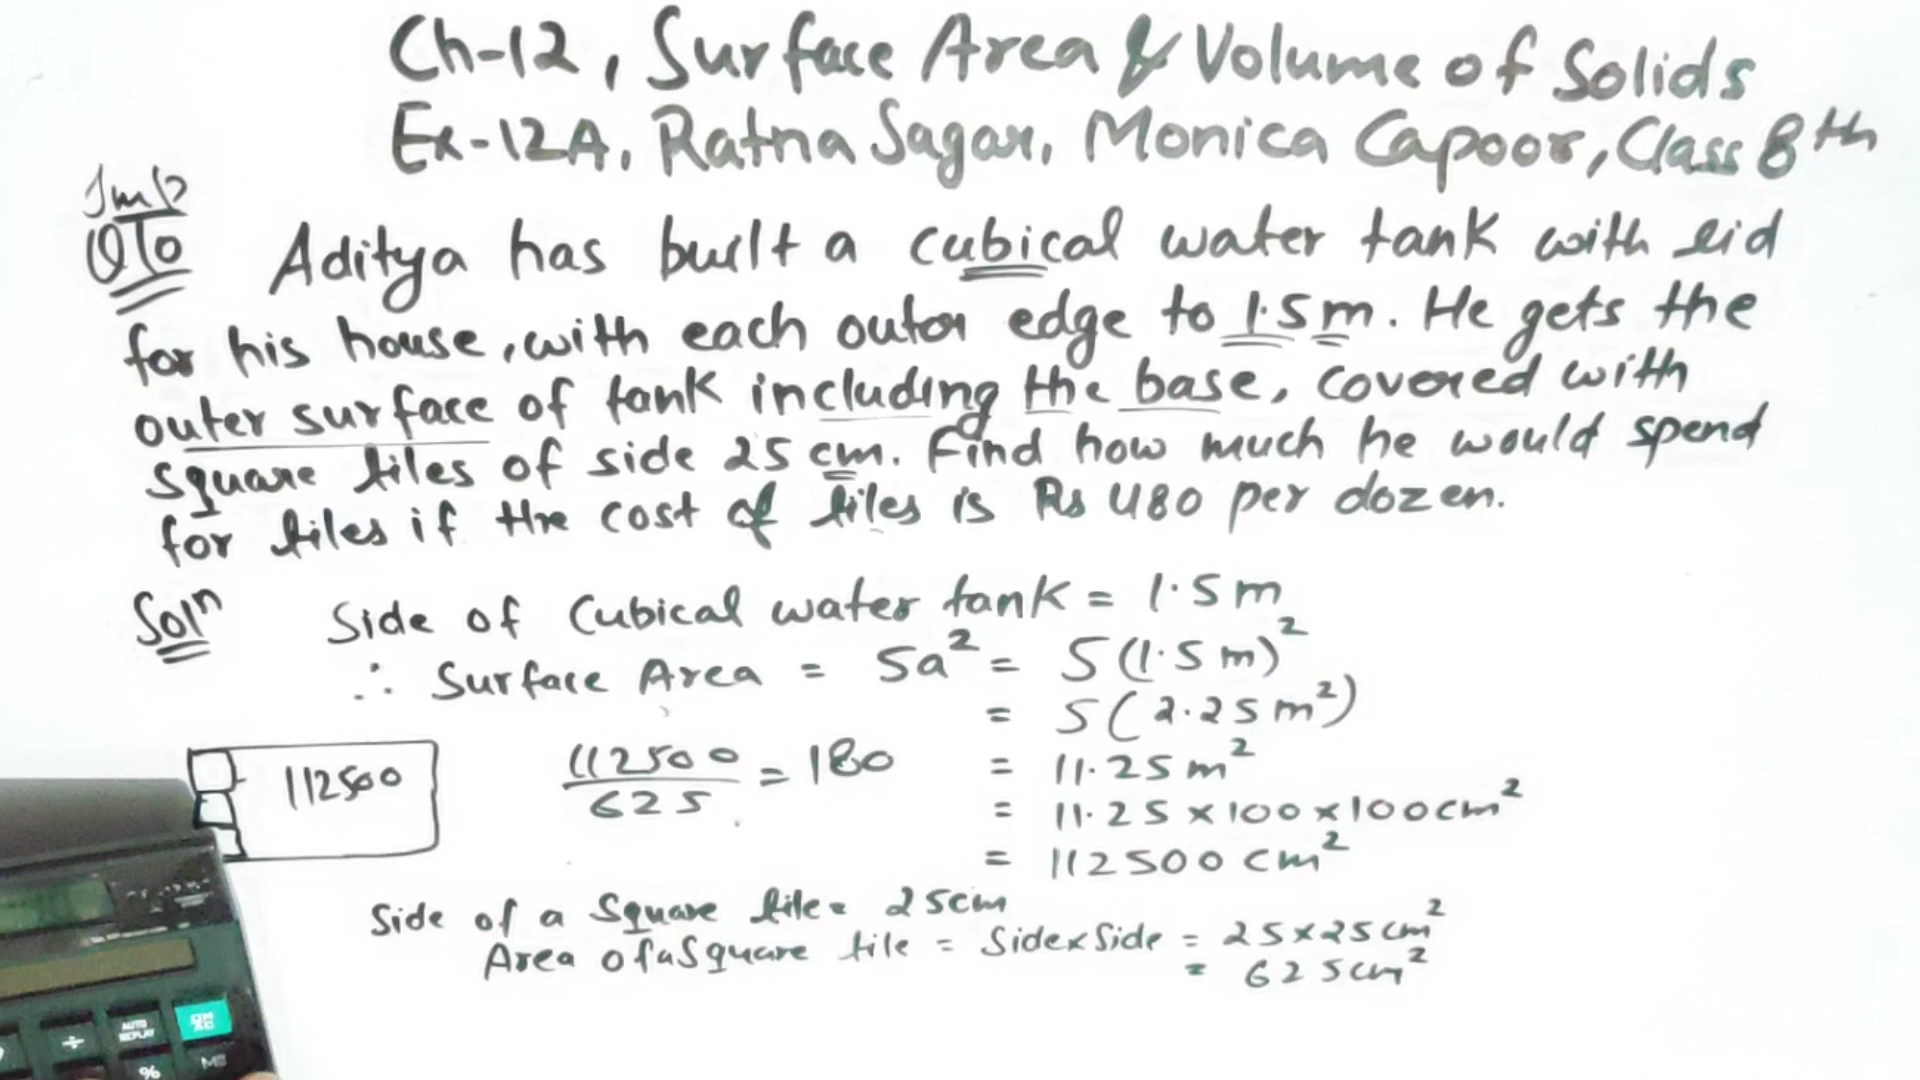 Ch-12, Surface Area & Volume of Solids
Ex-12A, Ratna Sagar, Monica Capoor, Class 8th
Imp
Q10 Aditya has built a cubical water tank with lid
for his house, with each outer edge to 1.5m. He gets the
outer surface of tank including the base, covered with
square tiles of side 25 cm. Find how much he would spend
for tiles if the cost of tiles is Rs 480 per dozen.
Soln Side of Cubical water tank = 1.5m
∴ Surface Area = 5a² = 5(1.5m)²
= 5(2.25m²)
112500/625 = 180 = 11.25m²
112500
= 11.25 x 100 x 100cm²
= 112500 cm²
Side of a Square tile = 25cm
Area of a Square tile = Side x Side = 25x25cm²
= 625cm²
÷ AUTO REPLAY
%